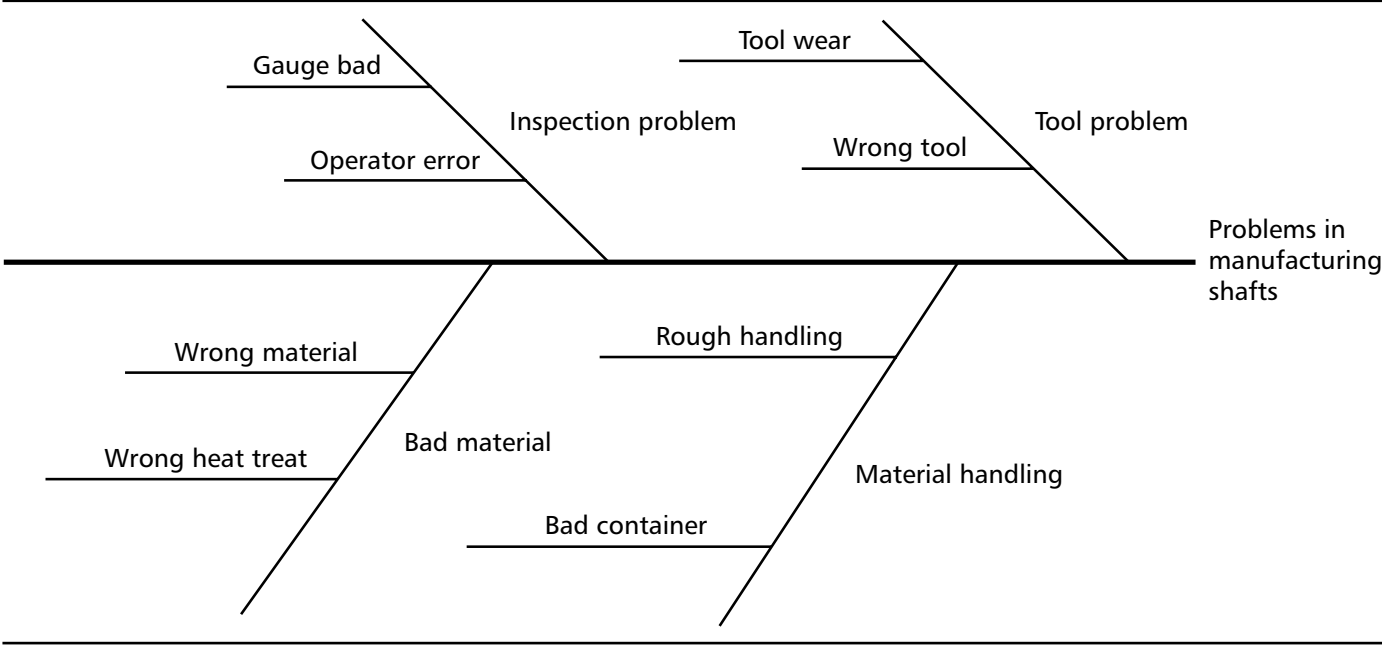 Tool wear
Gauge bad
Inspection problem
Tool problem
Operator error
Wrong tool
Problems in
manufacturing
shafts
Rough handling
Wrong material
Bad material
Wrong heat treat
Material handling
Bad container